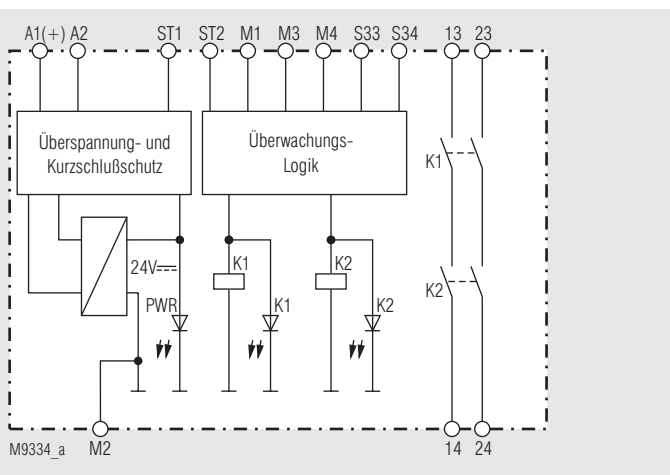 A1(+) A2 ST1 ST2 M1 M3 M4 S33 S34 13 23
Überspannung- und
Kurzschlußschutz
Überwachungs-
Logik
K1
24V
K1
K2
K2
PWR
K1
K2
M9334_a
M2
14 24